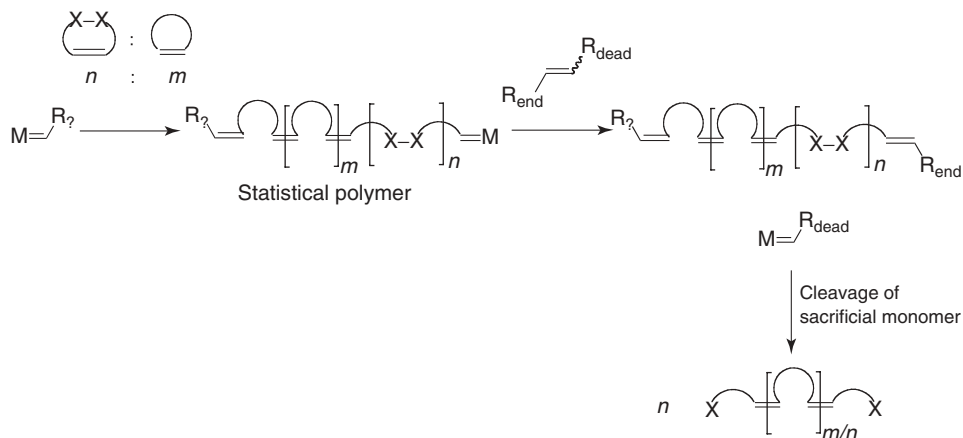 X–X
:
n : m
R?
M
R?
X–X
M
m
n
Statistical polymer
Rdead
Rend
R?
X–X
m
n
Rend
M
Rdead
Cleavage of
sacrificial monomer
n
X
X
m/n